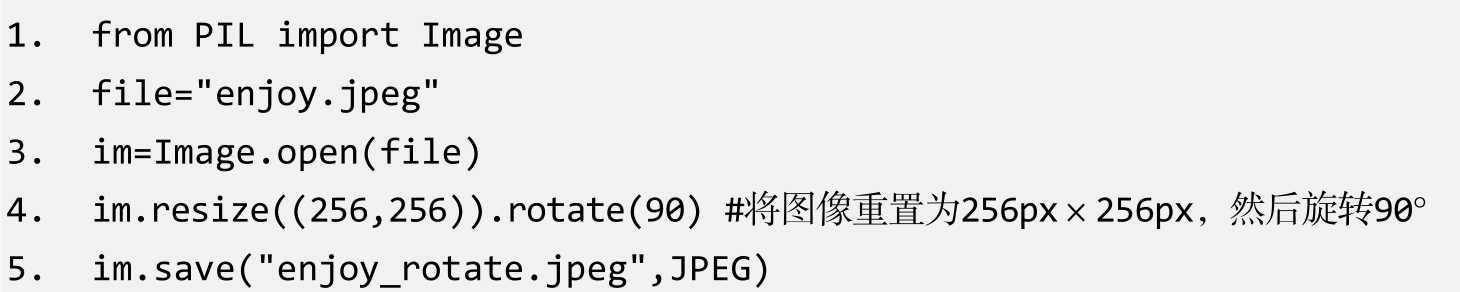 1. from PIL import Image
2. file="enjoy.jpeg"
3. im=Image.open(file)
4. im.resize((256,256)).rotate(90) #将图像重置为256px×256px，然后旋转90°
5. im.save("enjoy_rotate.jpeg",JPEG)